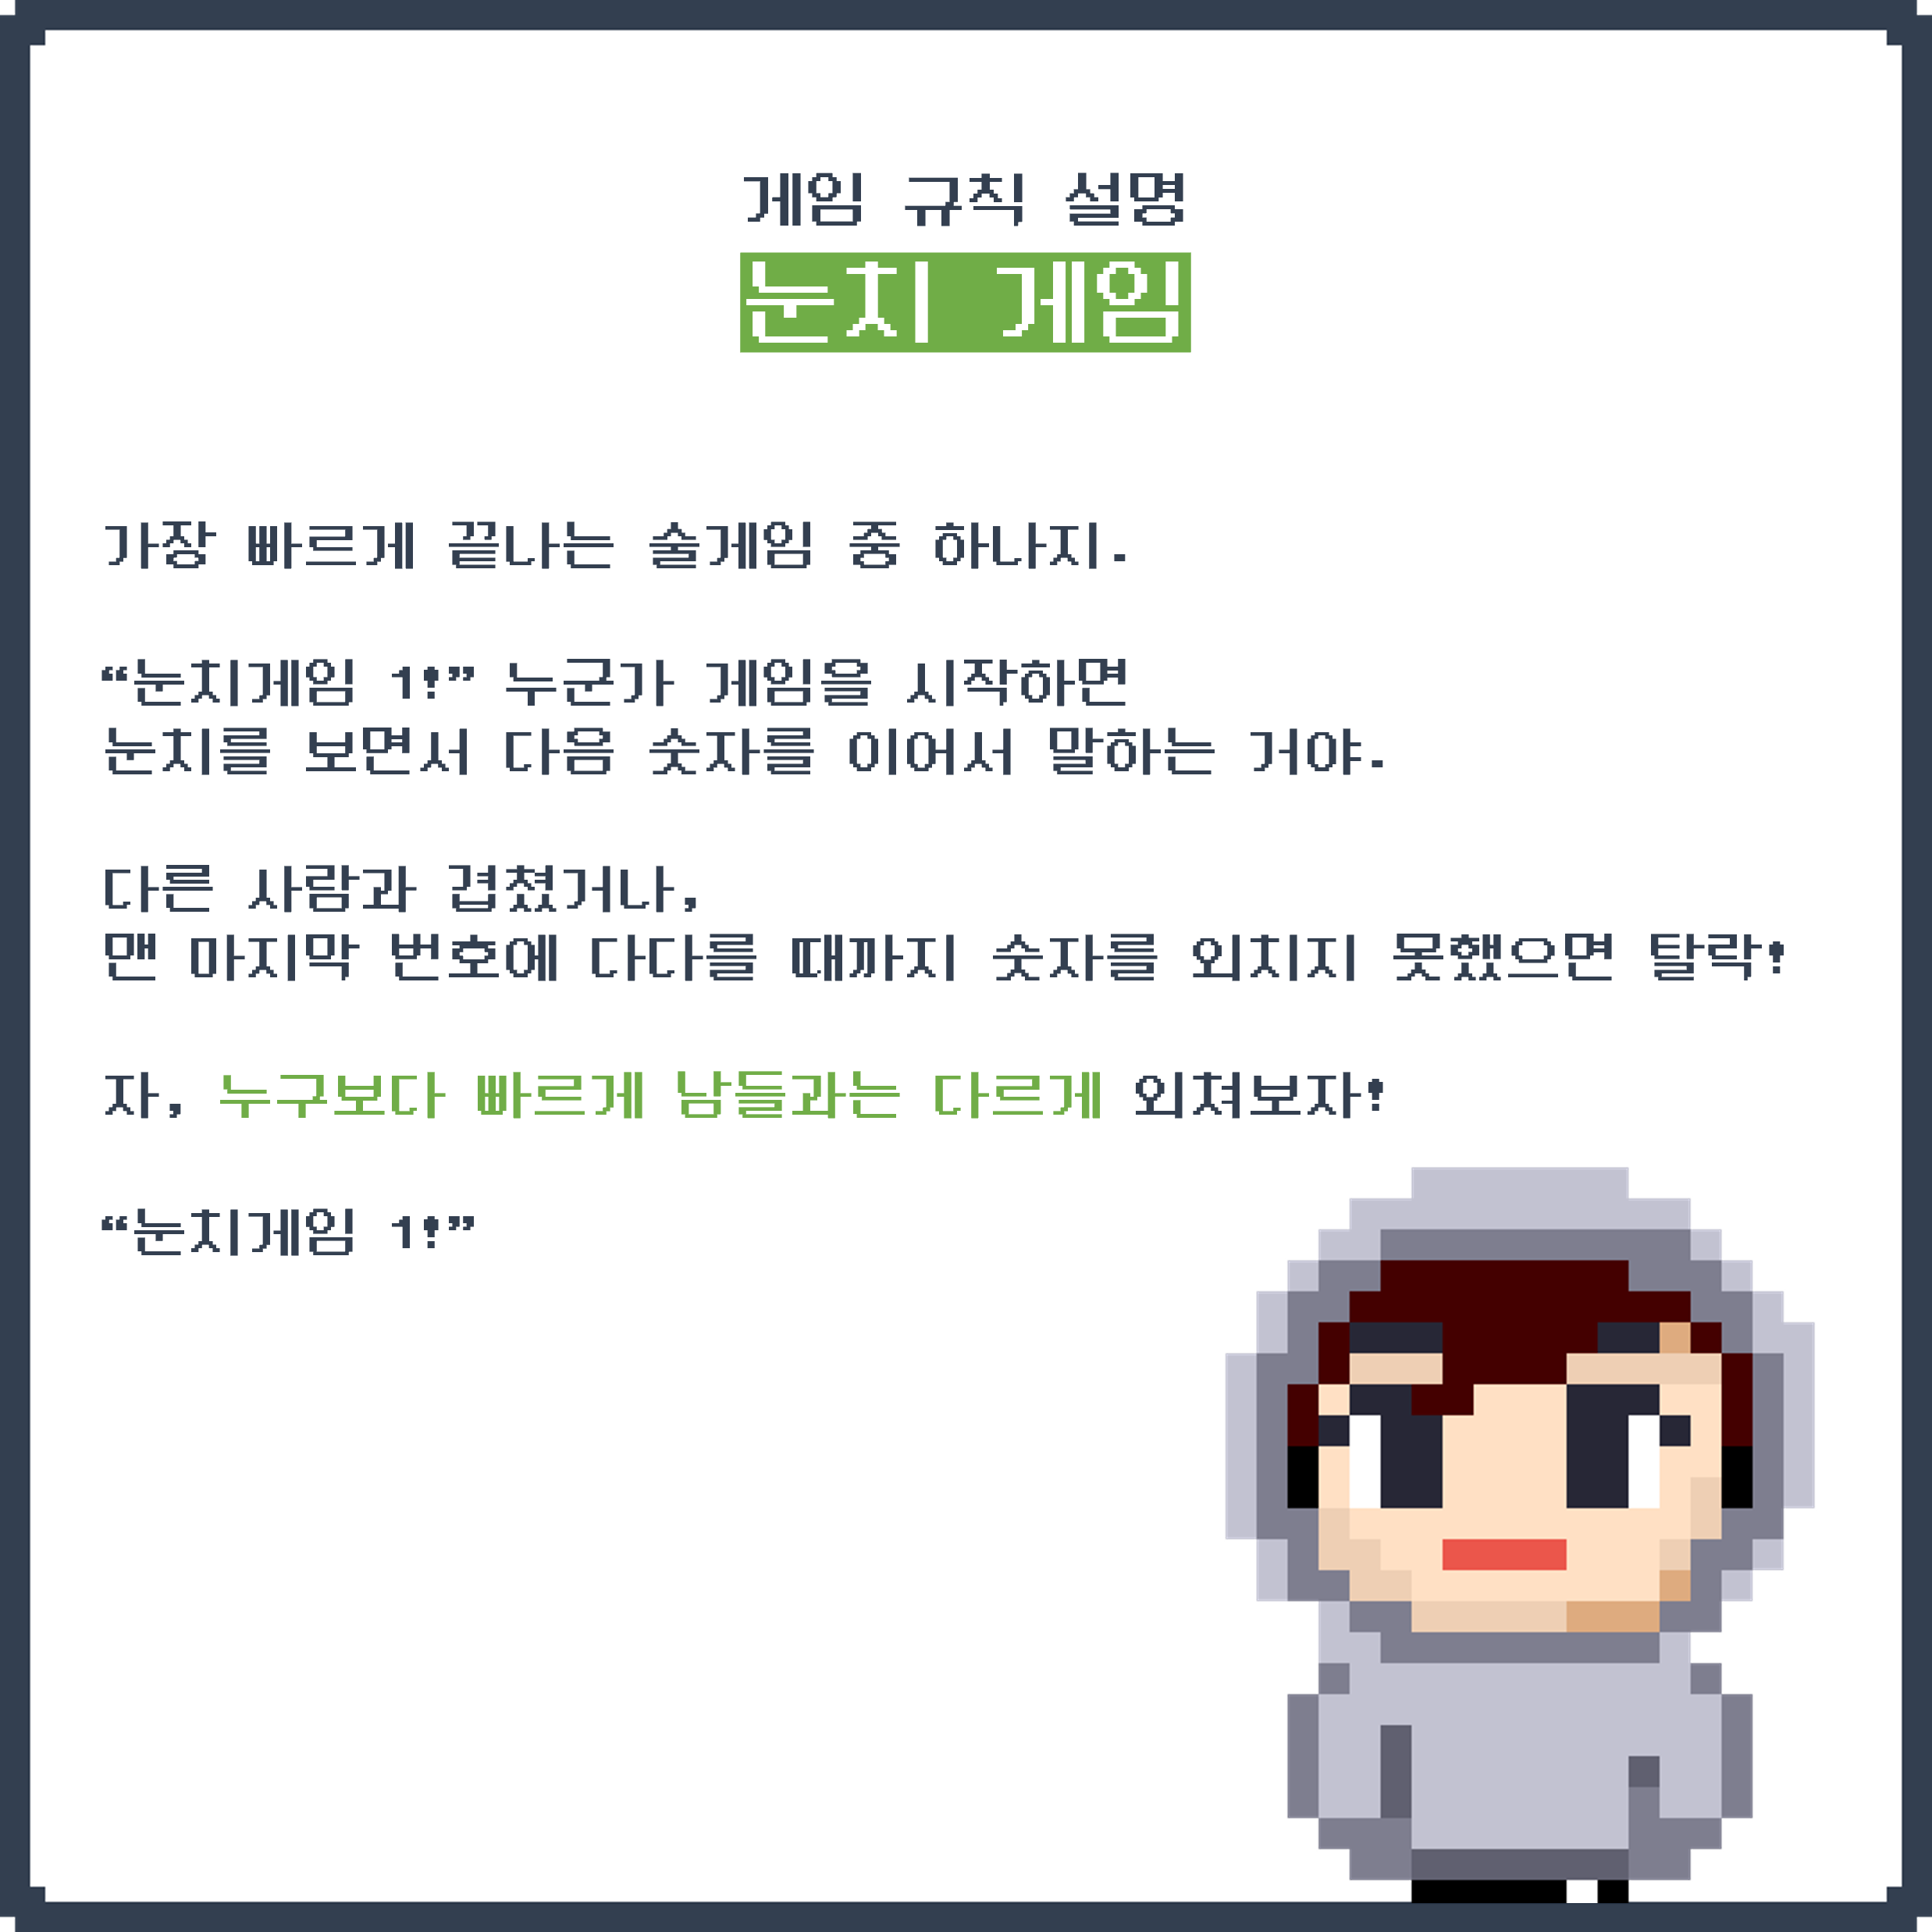 게임 규칙 설명
눈치 게임
가장 빠르게 끝나는 술게임 중 하나지.
“눈치게임 1!” 누군가 게임을 시작하면
눈치를 보면서 다음 숫자를 이어서 말하는 거야.
다른 사람과 겹쳤거나,
맨 마지막 번호에 다다를 때까지 숫자를 외치지 못했으면 탈락!
자, 누구보다 빠르게 남들과는 다르게 외쳐보자!
“눈치게임 1!”